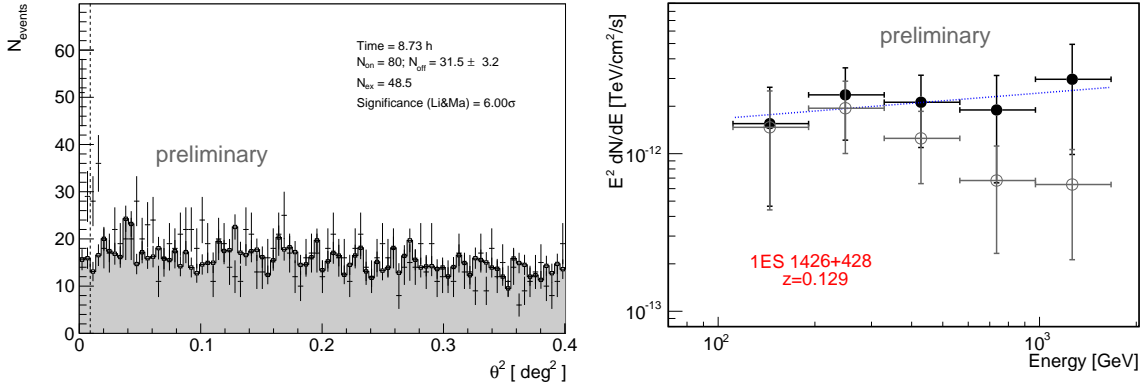 N_events
70
60
50
40
30
20
10
0
Time = 8.73 h
N_on = 80; N_off = 31.5 ± 3.2
N_ex = 48.5
Significance (Li&Ma) = 6.00σ
preliminary
0
0.1
0.2
0.3
0.4
θ² [ deg²]
E² dN/dE [TeV/cm²/s]
preliminary
10⁻¹²
10⁻¹³
1ES 1426+428
z=0.129
10²
10³
Energy [GeV]